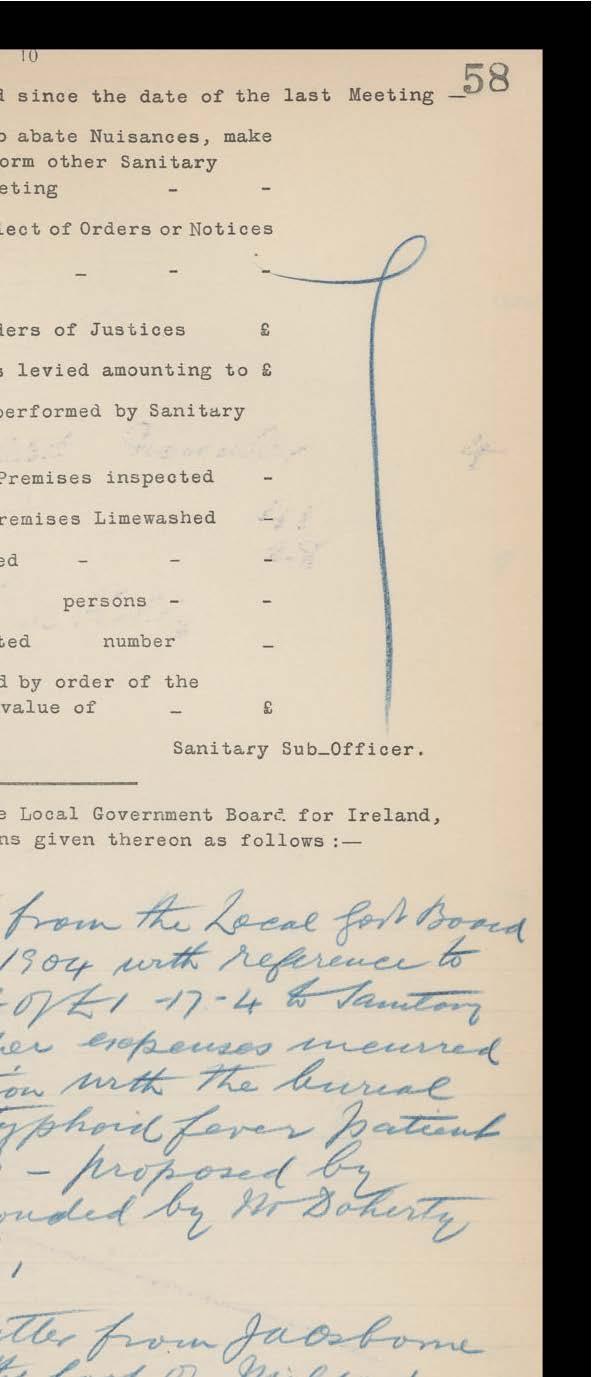 10
58
d since the date of the last Meeting _
o abate Nuisances, make
orm other Sanitary
eting - -
lect of Orders or Notices
- - -
ders of Justices £
s levied amounting to £
performed by Sanitary
Premises inspected -
remises Limewashed -
ed - - -
persons - -
ted number _
d by order of the
value of _ £
Sanitary Sub_Officer.
e Local Government Board for Ireland,
ns given thereon as follows :—
from the Local Govt Board
1904 with reference to
of £1-17-4 to Sanitary
her expenses incurred
ion with the burial
typhoid fever patient
- proposed by
onded by Mr Doherty
etter from